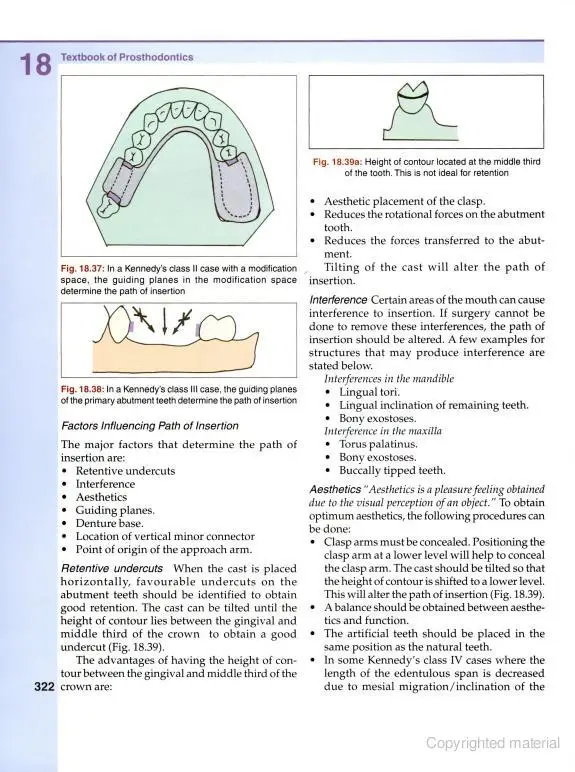 18
Textbook of Prosthodontics
Fig. 18.37: In a Kennedy's class II case with a modification
space, the guiding planes in the modification space
determine the path of insertion
Fig. 18.38: In a Kennedy's class III case, the guiding planes
of the primary abutment teeth determine the path of insertion
Factors Influencing Path of Insertion
The major factors that determine the path of
insertion are:
• Retentive undercuts
• Interference
• Aesthetics
• Guiding planes.
• Denture base.
• Location of vertical minor connector
• Point of origin of the approach arm.
Retentive undercuts When the cast is placed
horizontally, favourable undercuts on the
abutment teeth should be identified to obtain
good retention. The cast can be tilted until the
height of contour lies between the gingival and
middle third of the crown to obtain a good
undercut (Fig. 18.39).
The advantages of having the height of con-
tour between the gingival and middle third of the
crown are:
322
Fig. 18.39a: Height of contour located at the middle third
of the tooth. This is not ideal for retention
• Aesthetic placement of the clasp.
• Reduces the rotational forces on the abutment
tooth.
• Reduces the forces transferred to the abut-
ment.
Tilting of the cast will alter the path of
insertion.
Interference Certain areas of the mouth can cause
interference to insertion. If surgery cannot be
done to remove these interferences, the path of
insertion should be altered. A few examples for
structures that may produce interference are
stated below.
Interferences in the mandible
• Lingual tori.
• Lingual inclination of remaining teeth.
• Bony exostoses.
Interference in the maxilla
• Torus palatinus.
• Bony exostoses.
• Buccally tipped teeth.
Aesthetics "Aesthetics is a pleasure feeling obtained
due to the visual perception of an object." To obtain
optimum aesthetics, the following procedures can
be done:
• Clasp arms must be concealed. Positioning the
clasp arm at a lower level will help to conceal
the clasp arm. The cast should be tilted so that
the height of contour is shifted to a lower level.
This will alter the path of insertion (Fig. 18.39).
• A balance should be obtained between aesthe-
tics and function.
• The artificial teeth should be placed in the
same position as the natural teeth.
• In some Kennedy's class IV cases where the
length of the edentulous span is decreased
due to mesial migration/inclination of the
Copyrighted material